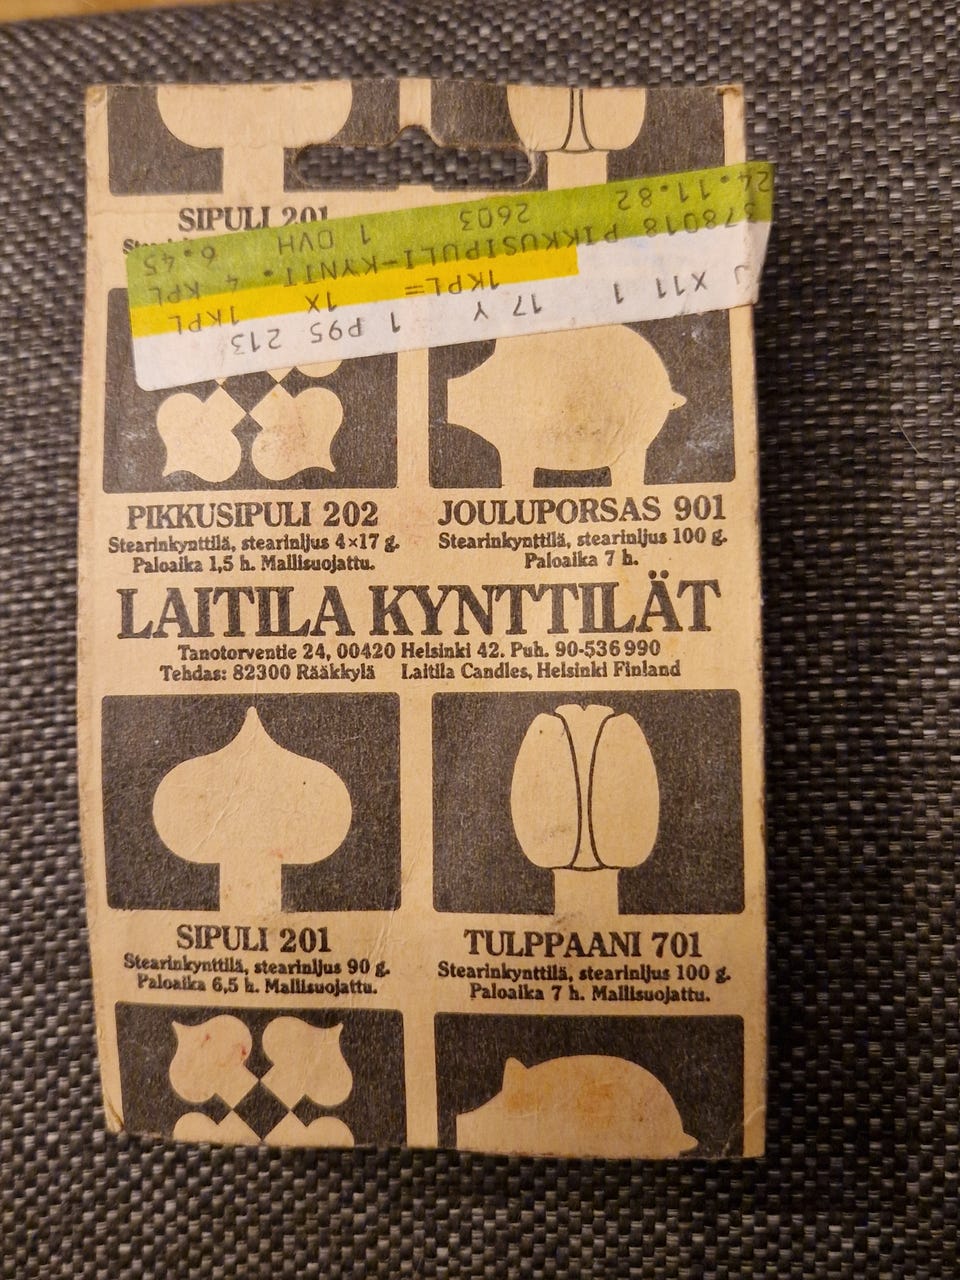 SIPULI 201
J X11 1 17 Y 1 P95 213
1KPL= 1X 1KPL
378018 PIKKUSIPULI-KYNTT. 4 KPL
24.11.82 2603 1 OVH 6.45
PIKKUSIPULI 202
Stearinkynttilä, stearinljus 4×17 g.
Paloaika 1,5 h. Mallisuojattu.
JOULUPORSAS 901
Stearinkynttilä, stearinljus 100 g.
Paloaika 7 h.
LAITILA KYNTTILÄT
Tanotorventie 24, 00420 Helsinki 42. Puh. 90-536 990
Tehdas: 82300 Rääkkylä Laitila Candles, Helsinki Finland
SIPULI 201
Stearinkynttilä, stearinljus 90 g.
Paloaika 6,5 h. Mallisuojattu.
TULPPAANI 701
Stearinkynttilä, stearinljus 100 g.
Paloaika 7 h. Mallisuojattu.